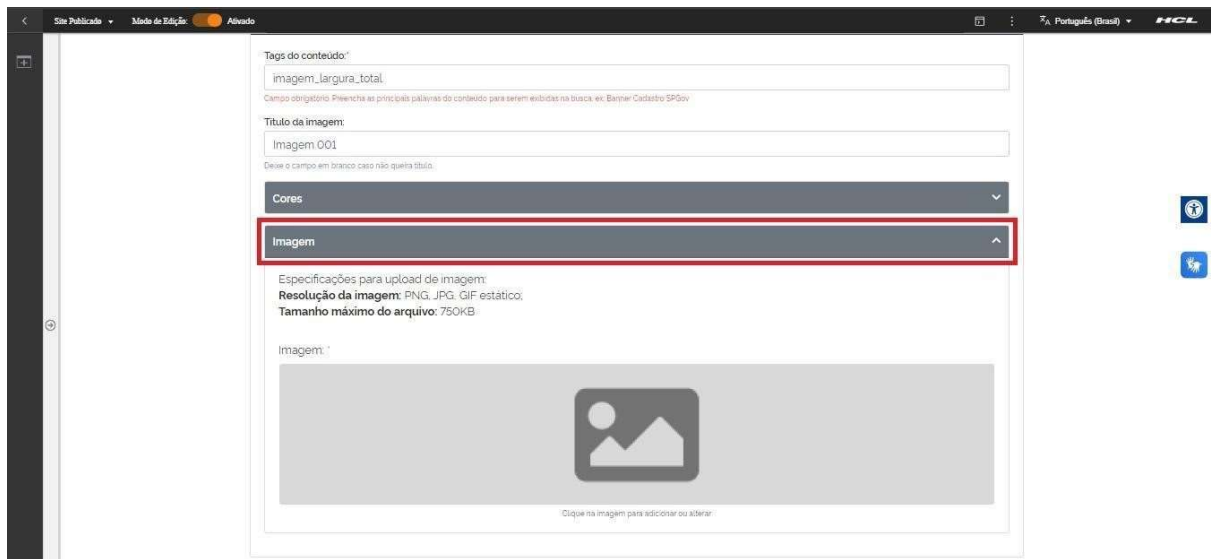 Site Publicado Modo de Edição: Ativado Português (Brasil) HCL
Tags do conteúdo:*
imagem_largura_total
Campo obrigatório. Preencha as principais palavras do conteúdo para serem exibidas na busca, ex: Banner Cadastro SPGov
Título da imagem:
Imagem 001
Deixe o campo em branco caso não queira título.
Cores
Imagem
Especificações para upload de imagem:
Resolução da imagem: PNG, JPG, GIF estático;
Tamanho máximo do arquivo: 750KB
Imagem: *
Clique na imagem para adicionar ou alterar